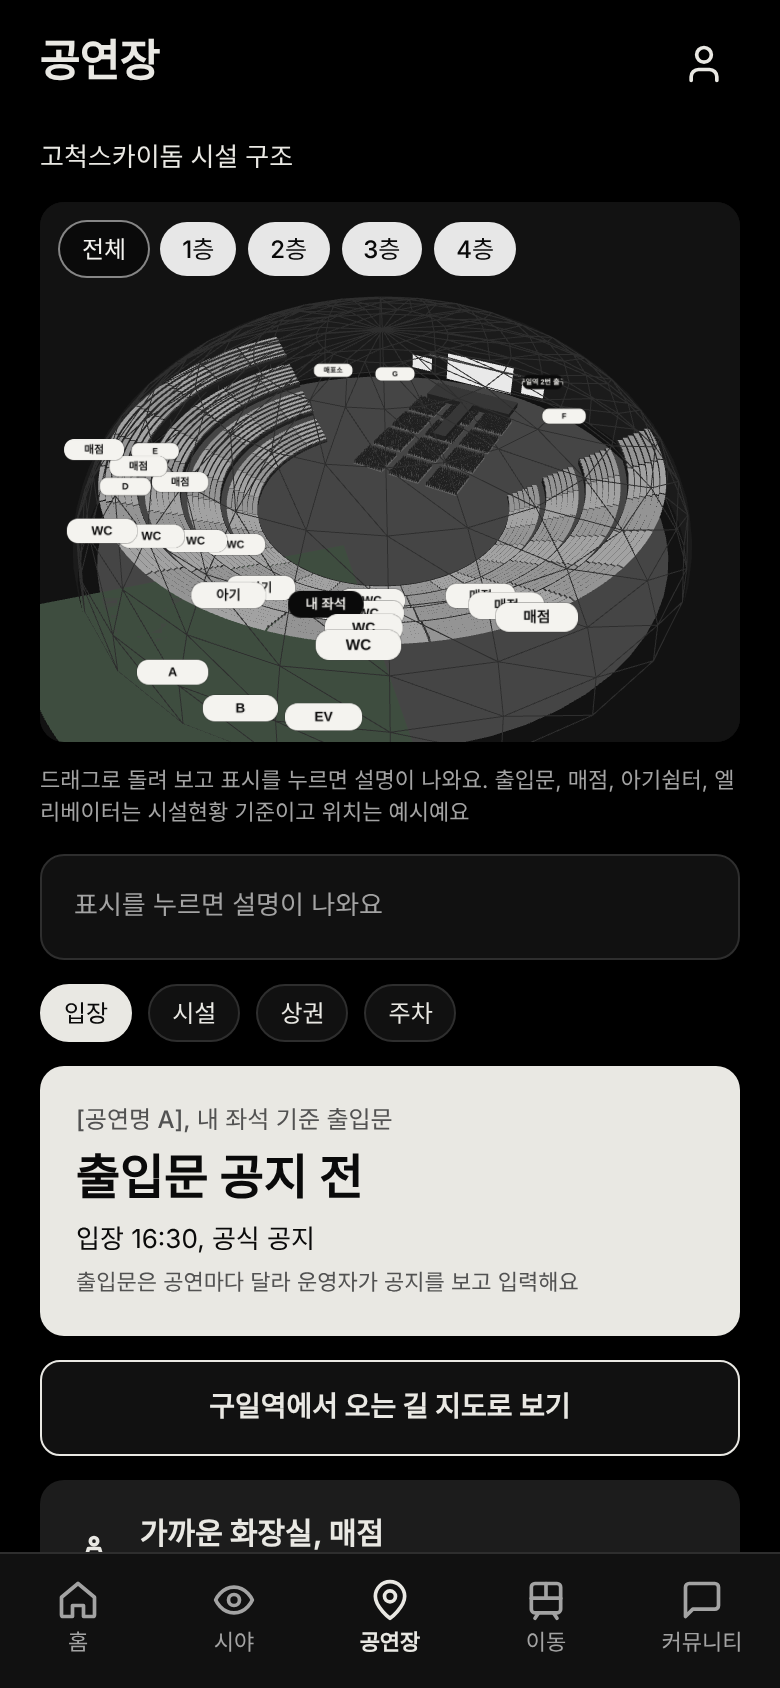 공연장
고척스카이돔 시설 구조
전체 1층 2층 3층 4층
매표소
G
2번
F
매점
E
매점
D
매점
WC
WC
WC
WC
아기
내 좌석
WC
WC
매점
매점
매점
WC
WC
A
B
EV
드래그로 돌려 보고 표시를 누르면 설명이 나와요. 출입문, 매점, 아기쉼터, 엘
리베이터는 시설현황 기준이고 위치는 예시예요
표시를 누르면 설명이 나와요
입장 시설 상권 주차
[공연명 A], 내 좌석 기준 출입문
출입문 공지 전
입장 16:30, 공식 공지
출입문은 공연마다 달라 운영자가 공지를 보고 입력해요
구일역에서 오는 길 지도로 보기
가까운 화장실, 매점
홈 시야 공연장 이동 커뮤니티